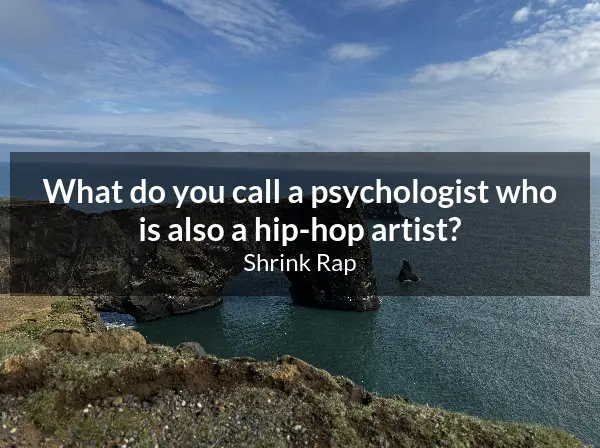 What do you call a psychologist who
is also a hip-hop artist?
Shrink Rap